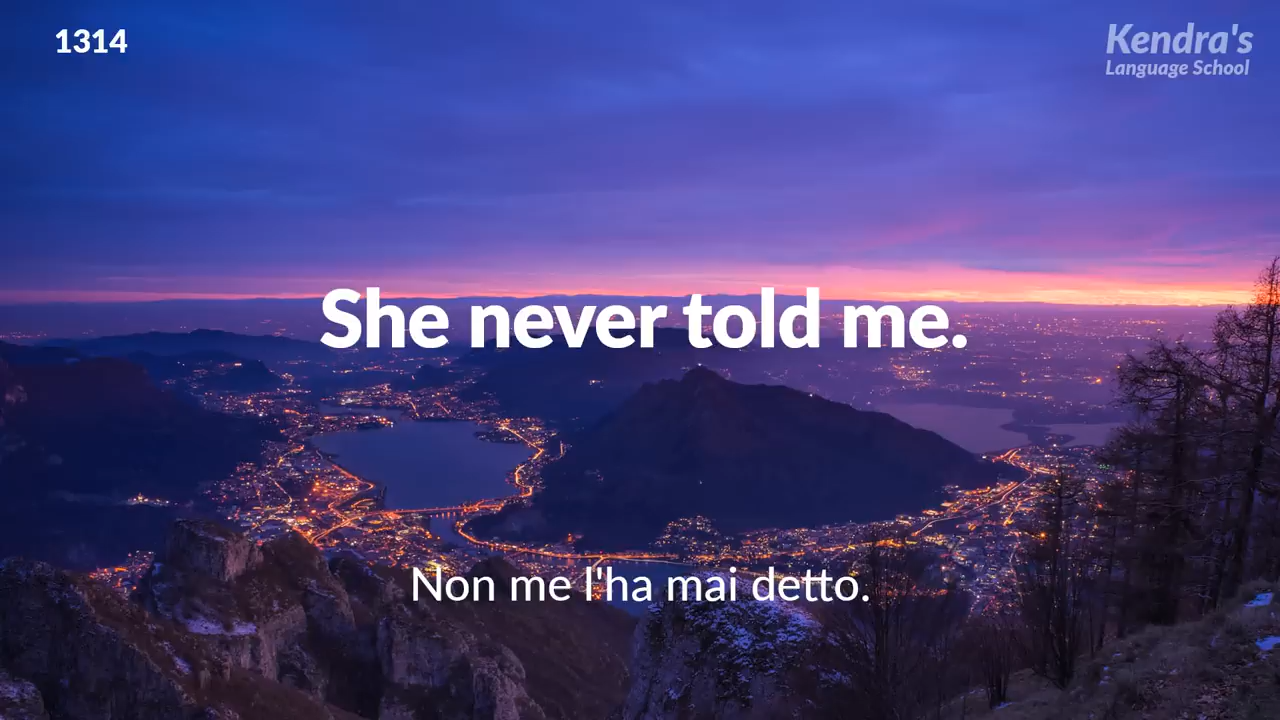 1314
Kendra's
Language School
She never told me.
Non me l'ha mai detto.